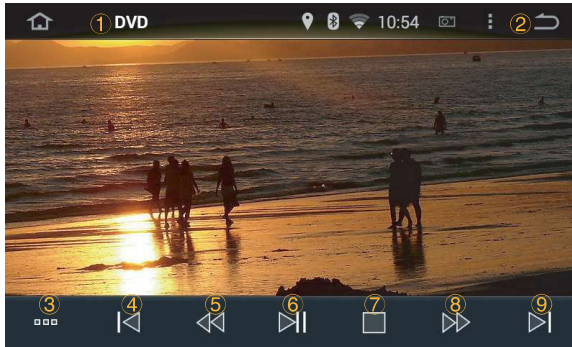 ① DVD 10:54 ②
③ ④ ⑤ ⑥ ⑦ ⑧ ⑨